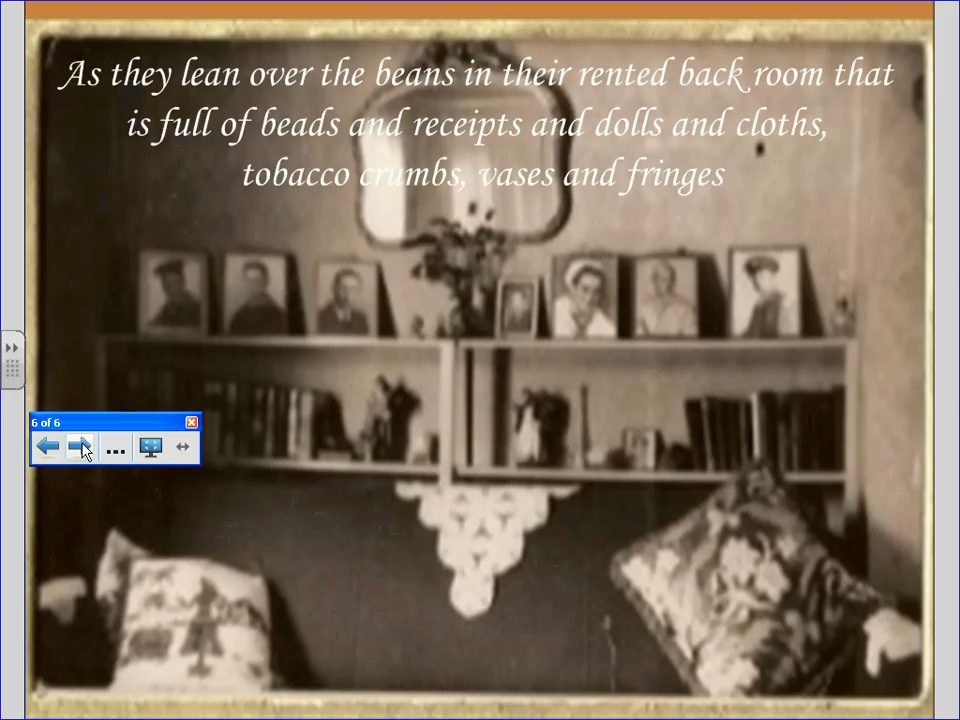 As they lean over the beans in their rented back room that
is full of beads and receipts and dolls and cloths,
tobacco crumbs, vases and fringes
6 of 6